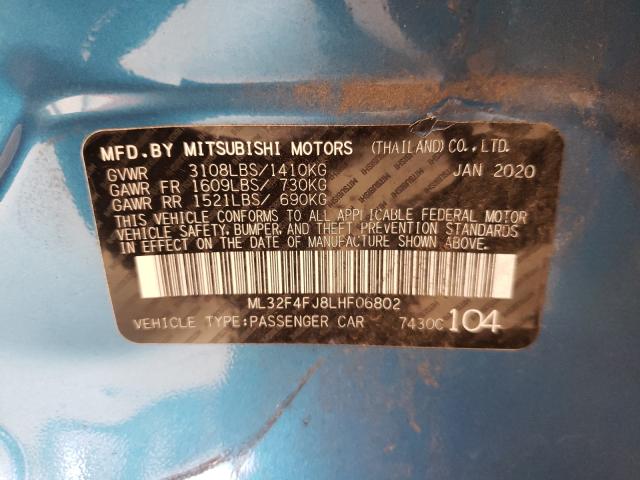 MFD.BY MITSUBISHI MOTORS (THAILAND) CO.,LTD.
GVWR 3108LBS/1410KG JAN 2020
GAWR FR 1609LBS/ 730KG
GAWR RR 1521LBS/ 690KG
THIS VEHICLE CONFORMS TO ALL APPLICABLE FEDERAL MOTOR
VEHICLE SAFETY, BUMPER, AND THEFT PREVENTION STANDARDS
IN EFFECT ON THE DATE OF MANUFACTURE SHOWN ABOVE.
ML32F4FJ8LHF06802
VEHICLE TYPE:PASSENGER CAR 7430C 104